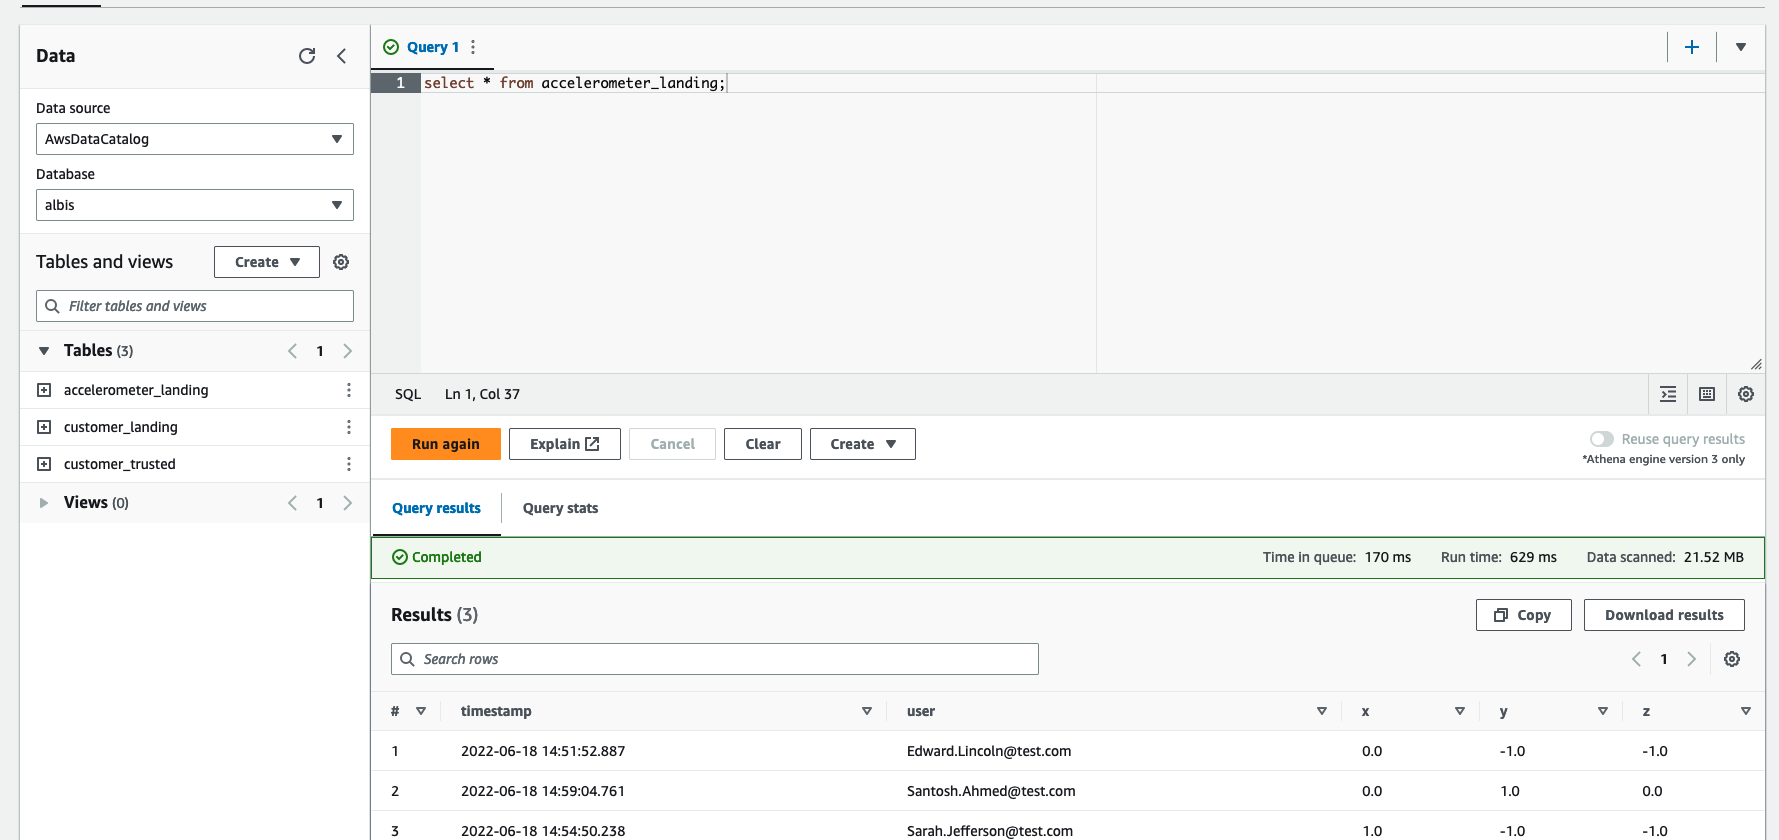 Data
Data source
AwsDataCatalog
Database
albis
Tables and views
Create
Filter tables and views
Tables (3)
1
accelerometer_landing
customer_landing
customer_trusted
Views (0)
1
Query 1
1 select * from accelerometer_landing;
SQL Ln 1, Col 37
Run again Explain Cancel Clear Create
Reuse query results
*Athena engine version 3 only
Query results Query stats
Completed Time in queue: 170 ms Run time: 629 ms Data scanned: 21.52 MB
Results (3) Copy Download results
Search rows
1
# timestamp user x y z
1 2022-06-18 14:51:52.887 Edward.Lincoln@test.com 0.0 -1.0 -1.0
2 2022-06-18 14:59:04.761 Santosh.Ahmed@test.com 0.0 1.0 0.0
3 2022-06-18 14:54:50.238 Sarah.Jefferson@test.com 1.0 -1.0 -1.0